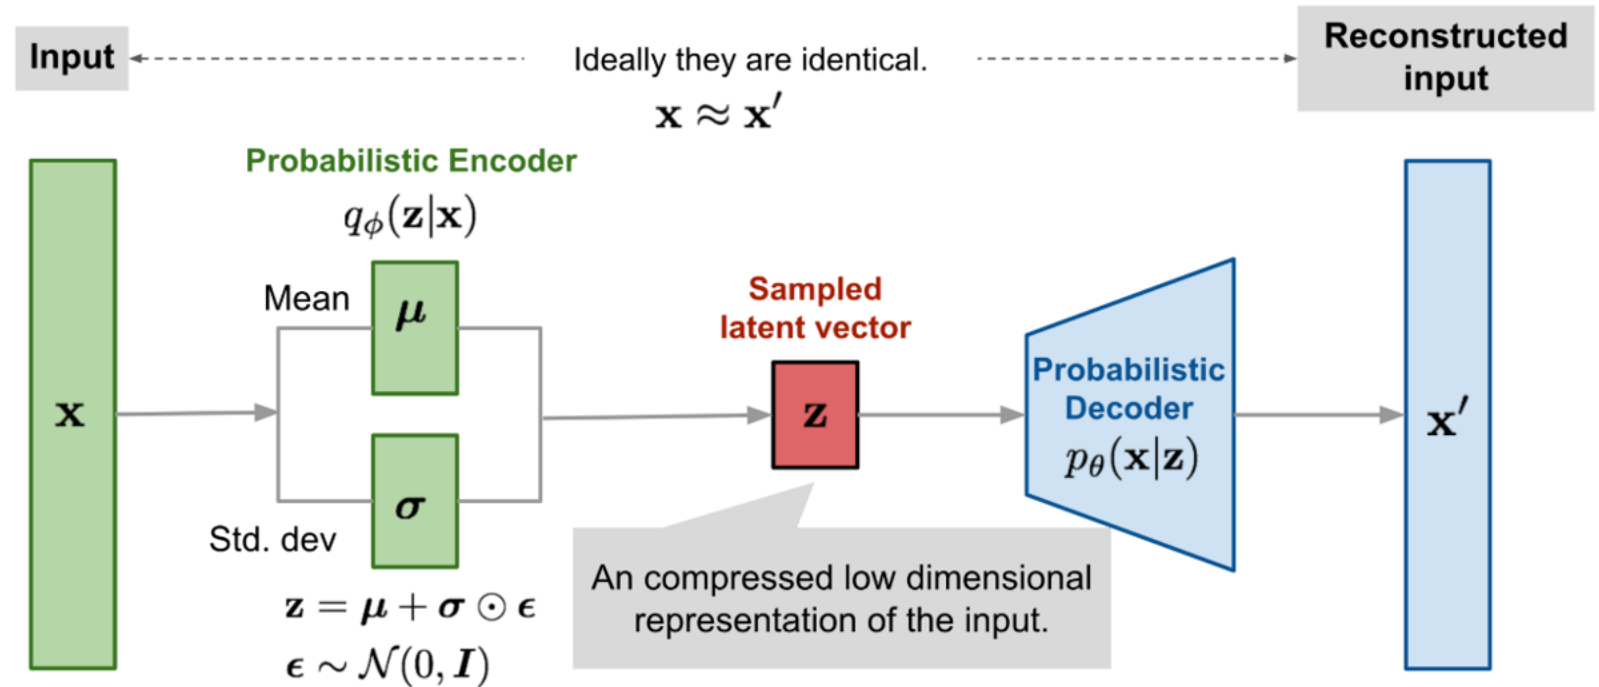 Input
Ideally they are identical.
x ≈ x′
Reconstructed
input
Probabilistic Encoder
qϕ(z|x)
Mean
μ
x
σ
Std. dev
z = μ + σ ⊙ ϵ
ϵ ∼ 𝒩(0, I)
Sampled
latent vector
z
An compressed low dimensional
representation of the input.
Probabilistic
Decoder
pθ(x|z)
x′